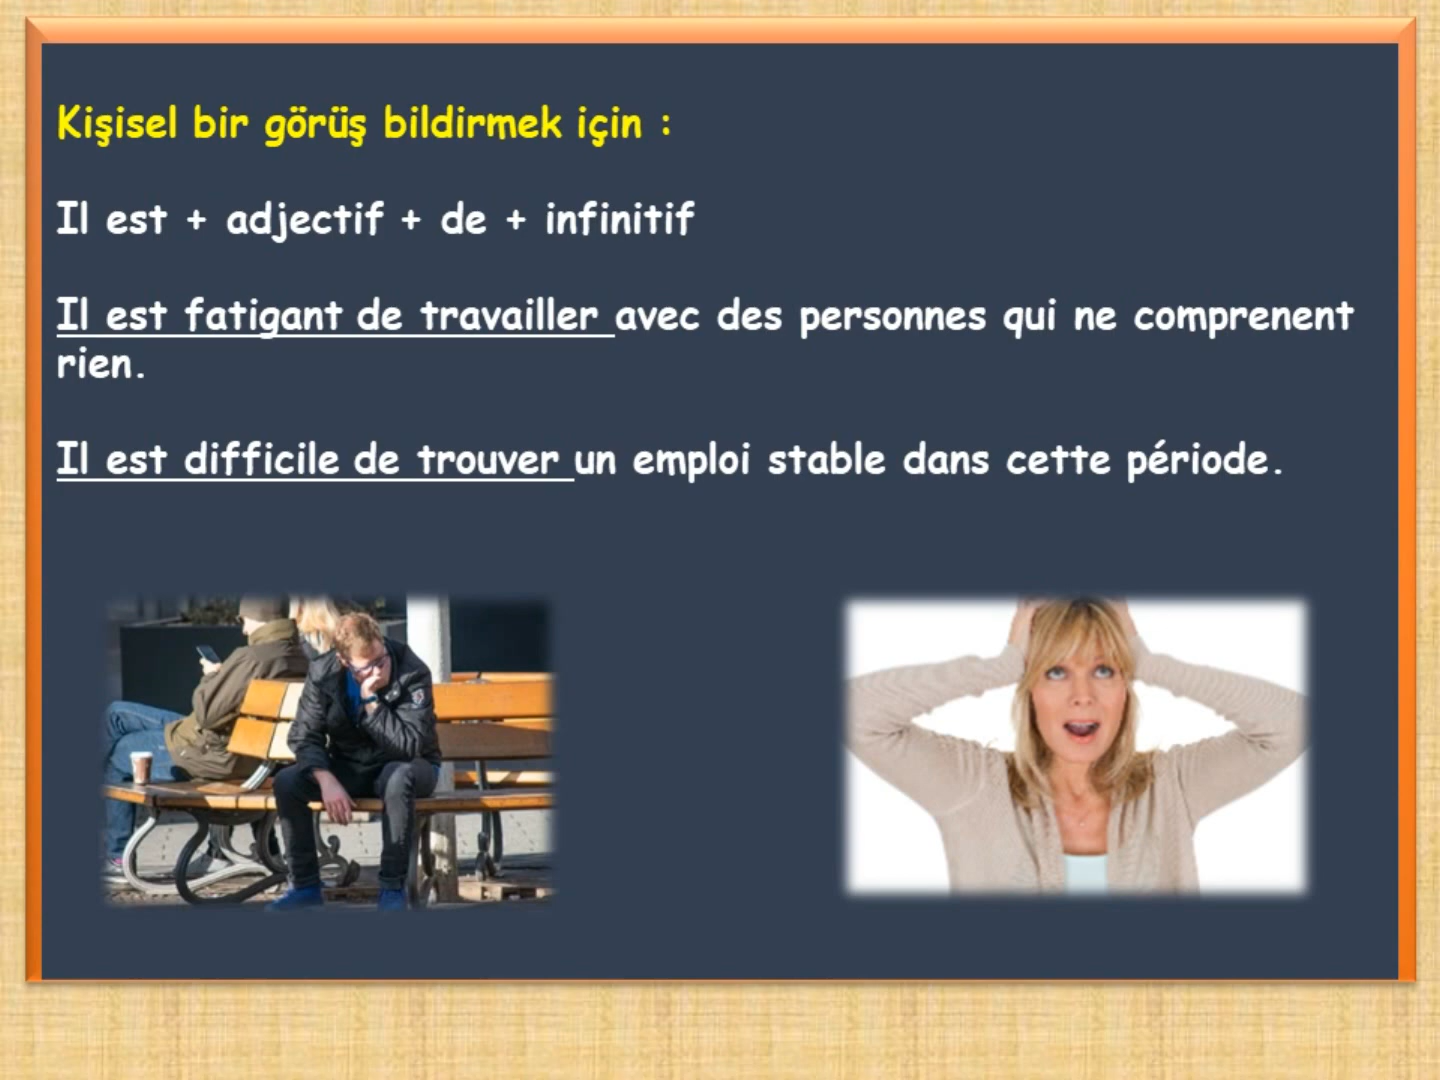 Kişisel bir görüş bildirmek için :
Il est + adjectif + de + infinitif
Il est fatigant de travailler avec des personnes qui ne comprenent
rien.
Il est difficile de trouver un emploi stable dans cette période.